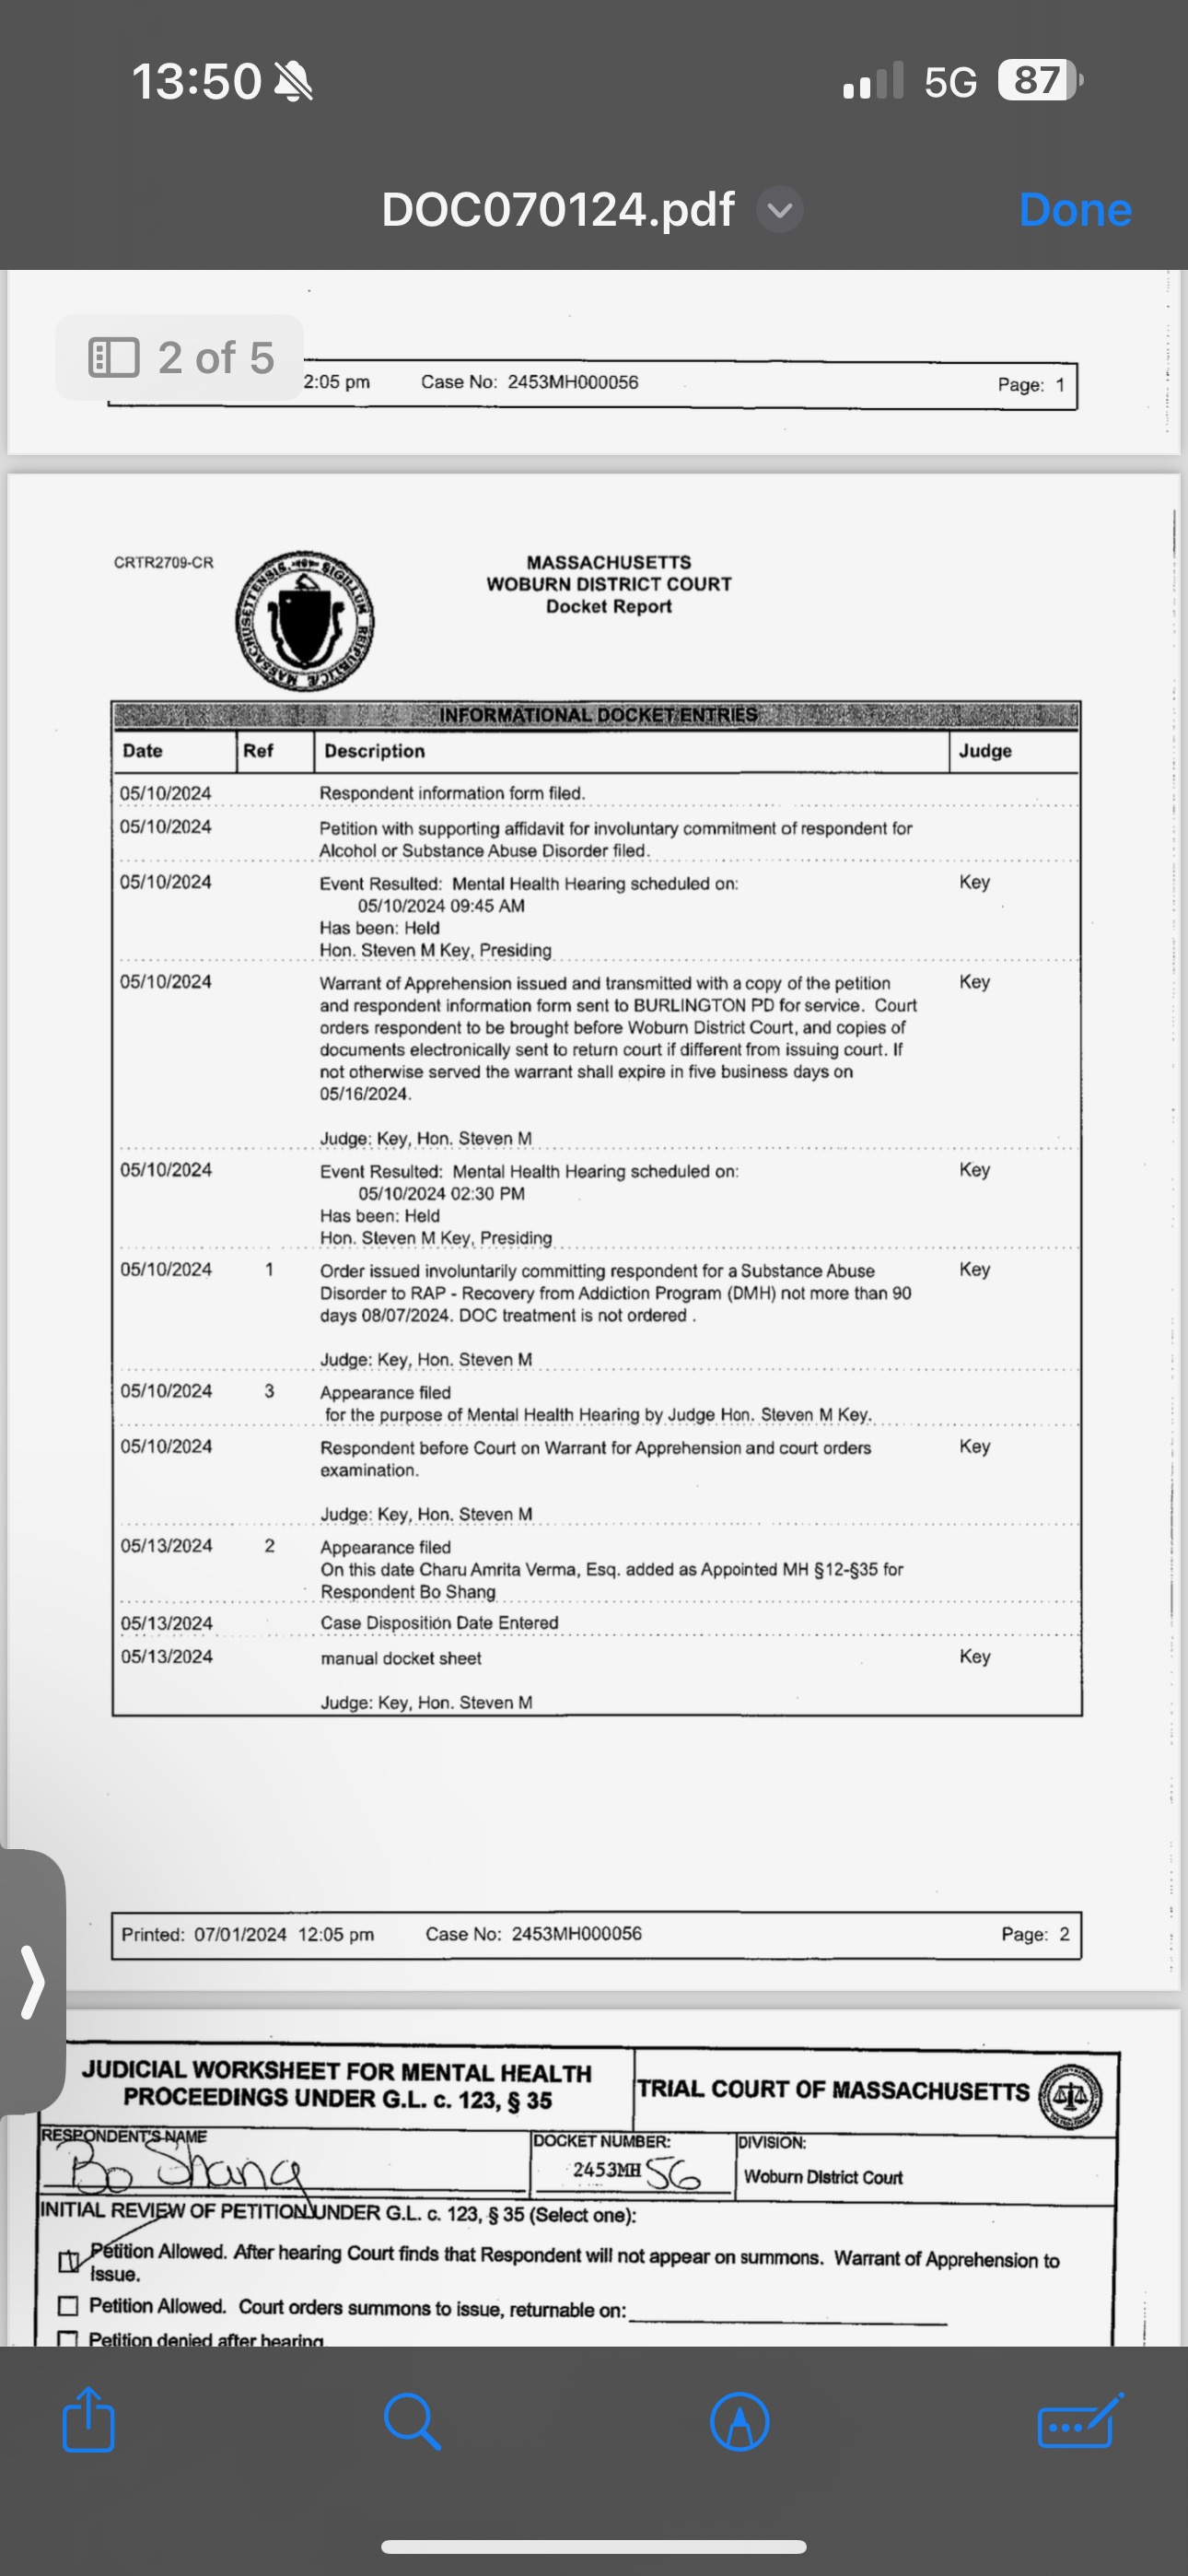 13:50
5G
87
DOC070124.pdf
Done
2 of 5
2:05 pm Case No: 2453MH000056 Page: 1
CRTR2709-CR
MASSACHUSETTS
WOBURN DISTRICT COURT
Docket Report
INFORMATIONAL DOCKET ENTRIES
Date Ref Description Judge
05/10/2024 Respondent information form filed.
05/10/2024 Petition with supporting affidavit for involuntary commitment of respondent for
Alcohol or Substance Abuse Disorder filed.
05/10/2024 Event Resulted: Mental Health Hearing scheduled on: Key
05/10/2024 09:45 AM
Has been: Held
Hon. Steven M Key, Presiding
05/10/2024 Warrant of Apprehension issued and transmitted with a copy of the petition Key
and respondent information form sent to BURLINGTON PD for service. Court
orders respondent to be brought before Woburn District Court, and copies of
documents electronically sent to return court if different from issuing court. If
not otherwise served the warrant shall expire in five business days on
05/16/2024.
Judge: Key, Hon. Steven M
05/10/2024 Event Resulted: Mental Health Hearing scheduled on: Key
05/10/2024 02:30 PM
Has been: Held
Hon. Steven M Key, Presiding
05/10/2024 1 Order issued involuntarily committing respondent for a Substance Abuse Key
Disorder to RAP - Recovery from Addiction Program (DMH) not more than 90
days 08/07/2024. DOC treatment is not ordered .
Judge: Key, Hon. Steven M
05/10/2024 3 Appearance filed
for the purpose of Mental Health Hearing by Judge Hon. Steven M Key.
05/10/2024 Respondent before Court on Warrant for Apprehension and court orders Key
examination.
Judge: Key, Hon. Steven M
05/13/2024 2 Appearance filed
On this date Charu Amrita Verma, Esq. added as Appointed MH §12-§35 for
Respondent Bo Shang
05/13/2024 Case Disposition Date Entered
05/13/2024 manual docket sheet Key
Judge: Key, Hon. Steven M
Printed: 07/01/2024 12:05 pm Case No: 2453MH000056 Page: 2
JUDICIAL WORKSHEET FOR MENTAL HEALTH
PROCEEDINGS UNDER G.L. c. 123, § 35
TRIAL COURT OF MASSACHUSETTS
RESPONDENT'S NAME DOCKET NUMBER: DIVISION:
Bo Shang 2453MH 56 Woburn District Court
INITIAL REVIEW OF PETITION UNDER G.L. c. 123, § 35 (Select one):
Petition Allowed. After hearing Court finds that Respondent will not appear on summons. Warrant of Apprehension to
issue.
Petition Allowed. Court orders summons to issue, returnable on:
Petition denied after hearing